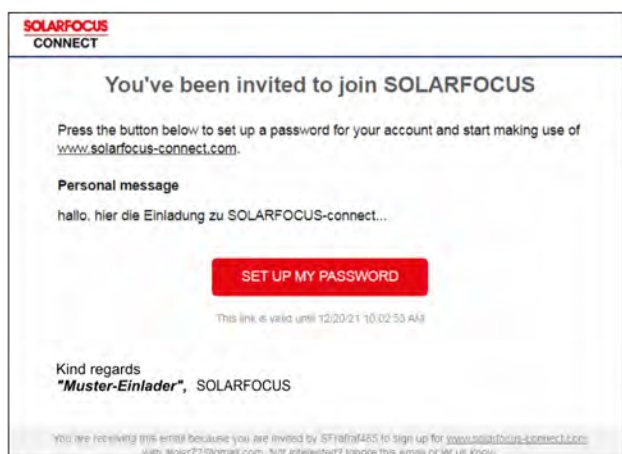 SOLARFOCUS
CONNECT
You've been invited to join SOLARFOCUS
Press the button below to set up a password for your account and start making use of
www.solarfocus-connect.com.
Personal message
hallo, hier die Einladung zu SOLARFOCUS-connect...
SET UP MY PASSWORD
This link is valid until 12/20/21 10:02:50 AM
Kind regards
"Muster-Einlader", SOLARFOCUS
You are receiving this email because you are invited by to sign up for www.solarfocus-connect.com
with Not interested? Ignore this email or let us know.